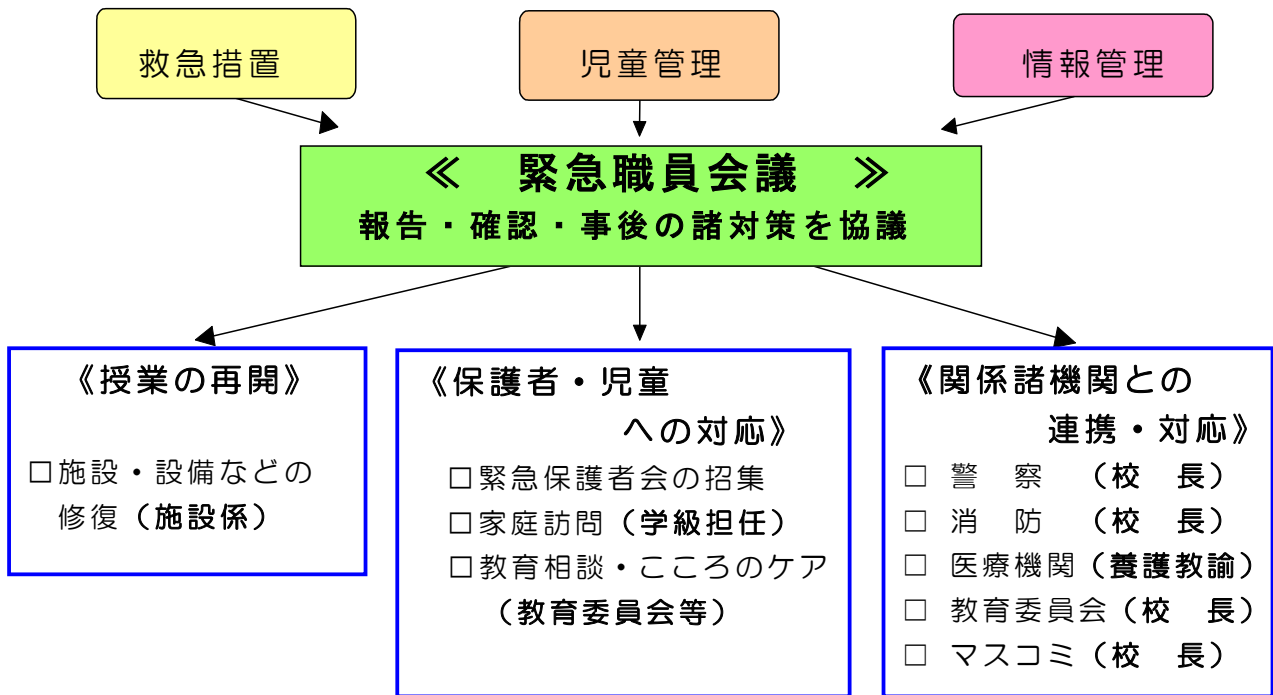 救急措置
児童管理
情報管理
≪　緊急職員会議　≫
報告・確認・事後の諸対策を協議
《授業の再開》
□施設・設備などの
修復（施設係）
《保護者・児童
への対応》
□緊急保護者会の招集
□家庭訪問（学級担任）
□教育相談・こころのケア
（教育委員会等）
《関係諸機関との
連携・対応》
□ 警　察　（校　長）
□ 消　防　（校　長）
□ 医療機関（養護教諭）
□ 教育委員会（校　長）
□ マスコミ（校　長）